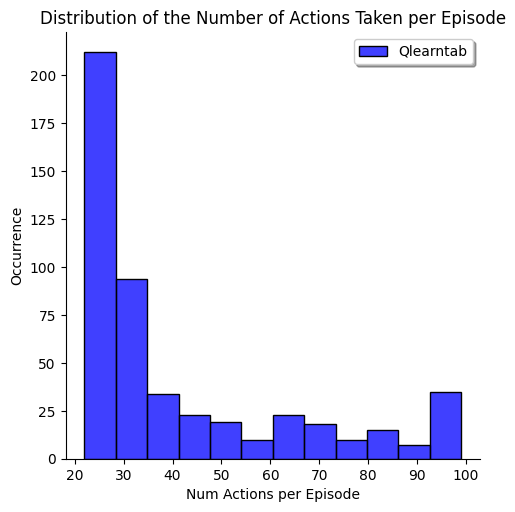 Distribution of the Number of Actions Taken per Episode
Qlearntab
200
175
150
125
100
75
50
25
0
Occurrence
20 30 40 50 60 70 80 90 100
Num Actions per Episode